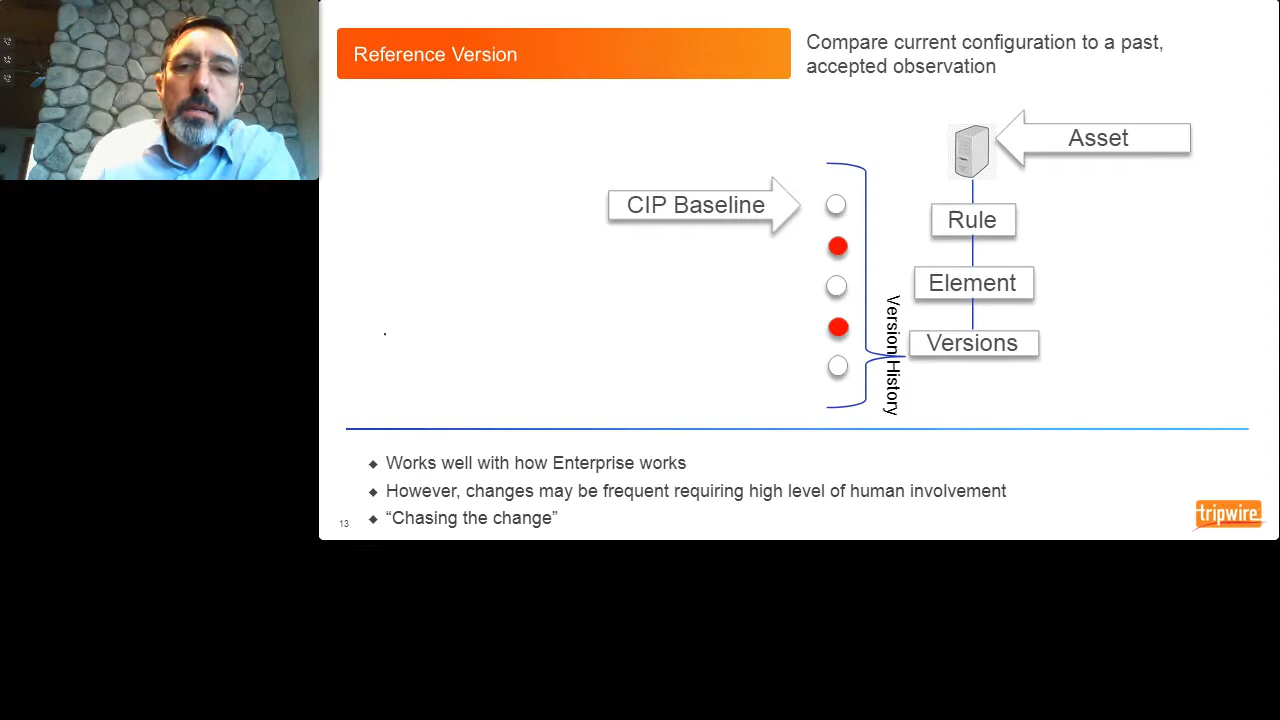 Reference Version
Compare current configuration to a past,
accepted observation
Asset
CIP Baseline
Rule
Element
Versions
Version History
◆ Works well with how Enterprise works
◆ However, changes may be frequent requiring high level of human involvement
◆ “Chasing the change”
13
tripwire